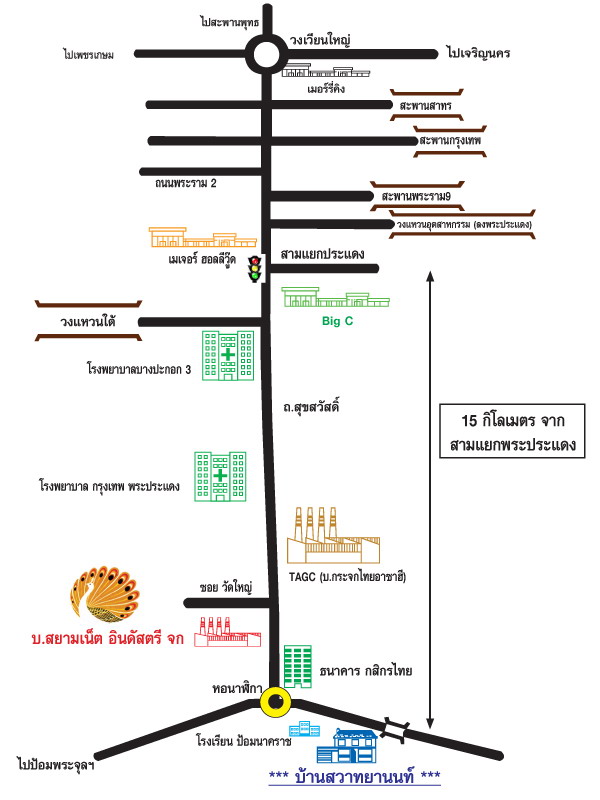 ไปสะพานพุทธ
วงเวียนใหญ่
ไปเพชรเกษม
ไปเจริญนคร
เมอร์รี่คิง
สะพานสาทร
สะพานกรุงเทพ
ถนนพระราม 2
สะพานพระราม9
วงแหวนอุตสาหกรรม (ลงพระประแดง)
เมเจอร์ ฮอลลีวู้ด
สามแยกประแดง
วงแหวนใต้
Big C
โรงพยาบาลบางปะกอก 3
ถ.สุขสวัสดิ์
15 กิโลเมตร จาก
สามแยกพระประแดง
โรงพยาบาล กรุงเทพ พระประแดง
TAGC (บ.กระจกไทยอาซาฮี)
ซอย วัดใหญ่
บ.สยามเน็ต อินดัสตรี จก
ธนาคาร กสิกรไทย
หอนาฬิกา
โรงเรียน ป้อมนาคราช
ไปป้อมพระจุลฯ
*** บ้านสวาทยานนท์ ***